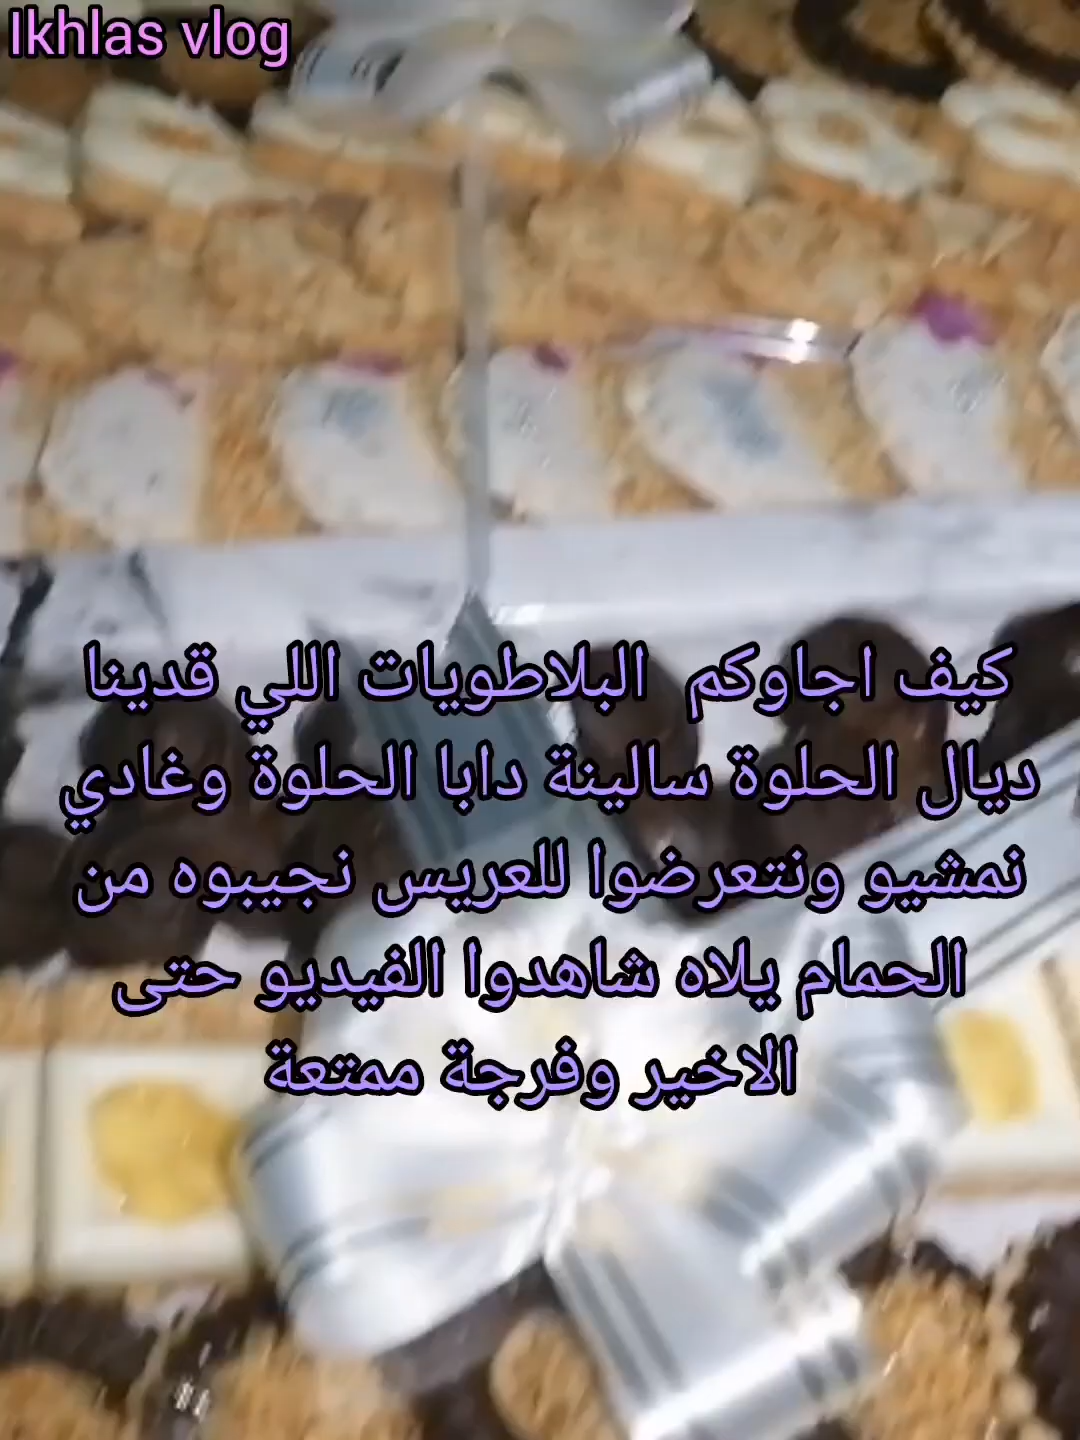 Ikhlas vlog
كيف اجاوكم البلاطويات اللي قدينا
ديال الحلوة سالينة دابا الحلوة وغادي
نمشيو ونتعرضوا للعريس نجيبوه من
الحمام يلاه شاهدوا الفيديو حتى
الاخير وفرجة ممتعة